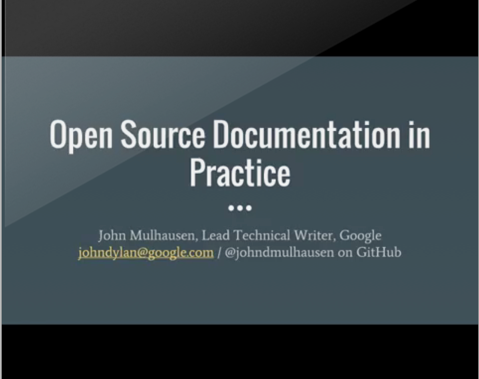 Open Source Documentation in
Practice
John Mulhausen, Lead Technical Writer, Google
johndylan@google.com / @johndmulhausen on GitHub